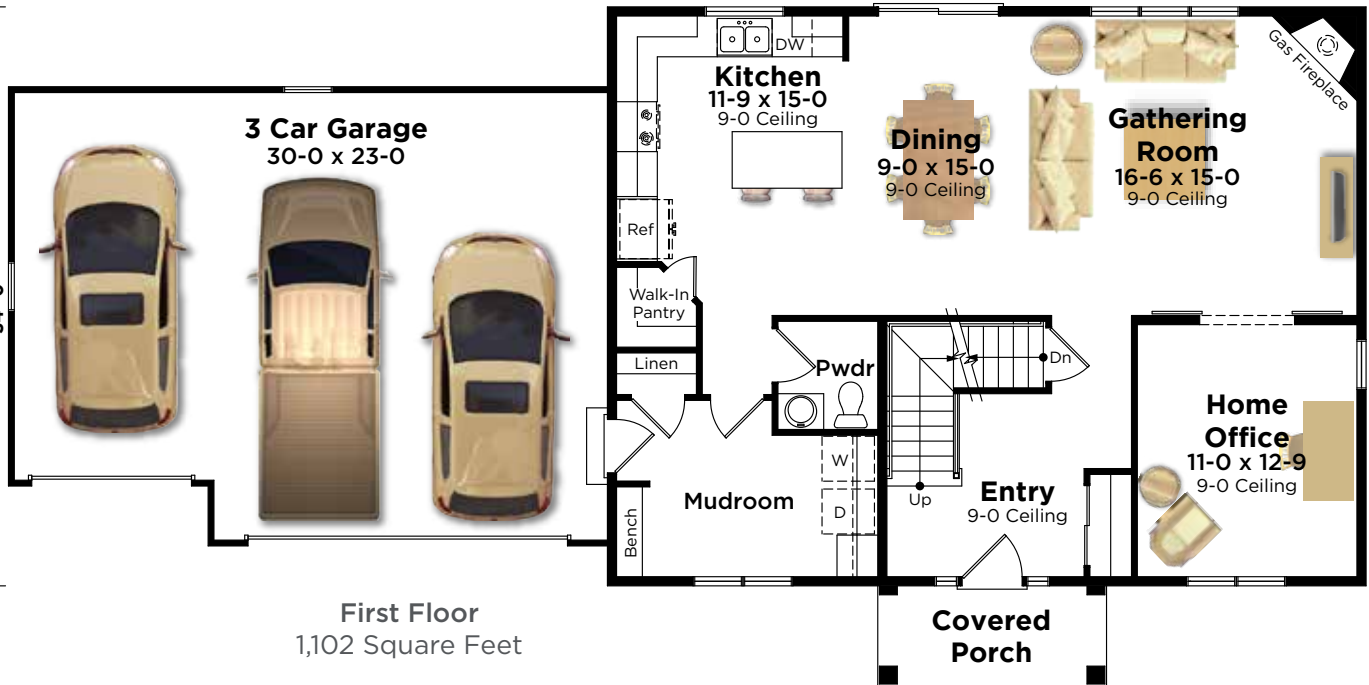 3 Car Garage
30-0 x 23-0
Kitchen
11-9 x 15-0
9-0 Ceiling
DW
Ref
Walk-In
Pantry
Linen
Dining
9-0 x 15-0
9-0 Ceiling
Gathering
Room
16-6 x 15-0
9-0 Ceiling
Gas Fireplace
Pwdr
Dn
Up
W
D
Mudroom
Bench
Entry
9-0 Ceiling
Home
Office
11-0 x 12-9
9-0 Ceiling
Covered
Porch
First Floor
1,102 Square Feet